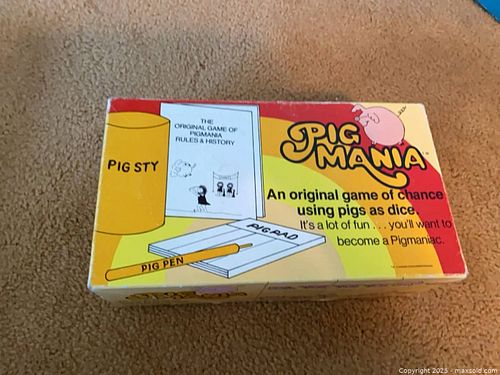 THE
ORIGINAL GAME OF
PIGMANIA
RULES & HISTORY
PIG STY
PIG PAD
PIG PEN
PIG
MANIA
An original game of chance
using pigs as dice.
It's a lot of fun . . . you'll want to
become a Pigmaniac.
Copyright 2025 - maxsold.com